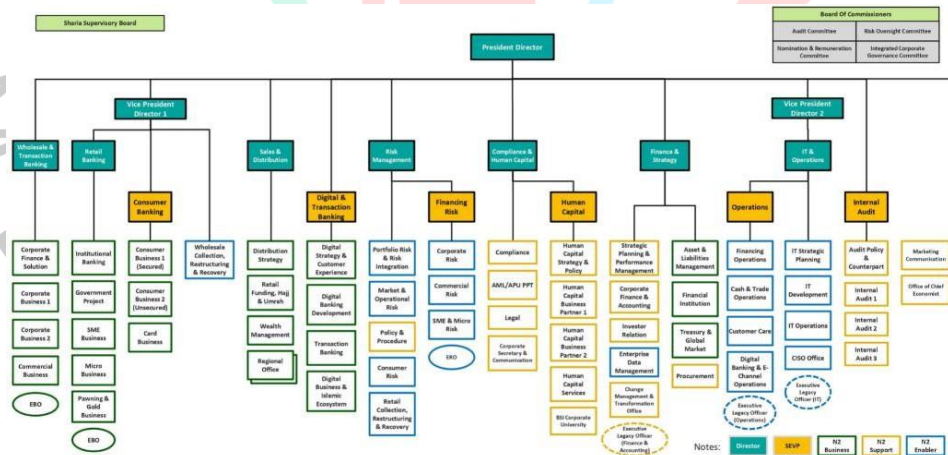 Sharia Supervisory Board
Board Of Commissioners
Audit Committee
Risk Oversight Committee
Nomination & Remuneration
Committee
Integrated Corporate
Governance Committee
President Director
Vice President
Director 1
Vice President
Director 2
Wholesale &
Transaction
Banking
Retail
Banking
Sales &
Distribution
Risk
Management
Compliance &
Human Capital
Finance &
Strategy
IT &
Operations
Consumer
Banking
Digital &
Transaction
Banking
Financing
Risk
Human
Capital
Operations
Internal
Audit
Corporate
Finance &
Solution
Corporate
Business 1
Corporate
Business 2
Commercial
Business
EBO
Institutional
Banking
Government
Project
SME
Business
Micro
Business
Pawning &
Gold
Business
EBO
Consumer
Business 1
(Secured)
Consumer
Business 2
(Unsecured)
Card
Business
Wholesale
Collection,
Restructuring
& Recovery
Distribution
Strategy
Retail
Funding, Hajj
& Umrah
Wealth
Management
Regional
Office
Digital
Strategy &
Customer
Experience
Digital
Banking
Development
Transaction
Banking
Digital
Business &
Islamic
Ecosystem
Portfolio Risk
& Risk
Integration
Market &
Operational
Risk
Policy &
Procedure
Consumer
Risk
Retail
Collection,
Restructuring
& Recovery
Corporate
Risk
Commercial
Risk
SME & Micro
Risk
ERO
Compliance
AML/APU PPT
Legal
Corporate
Secretary &
Communication
Human
Capital
Strategy &
Policy
Human
Capital
Business
Partner 1
Human
Capital
Business
Partner 2
Human
Capital
Services
BSI Corporate
University
Strategic
Planning &
Performance
Management
Corporate
Finance &
Accounting
Investor
Relation
Enterprise
Data
Management
Change
Management &
Transformation
Office
Executive
Legacy Officer
(Finance &
Accounting)
Asset &
Liabilities
Management
Financial
Institution
Treasury &
Global
Market
Procurement
Financing
Operations
Cash & Trade
Operations
Customer Care
Digital
Banking & E-
Channel
Operations
Executive
Legacy Officer
(Operations)
IT Strategic
Planning
IT
Development
IT Operations
CISO Office
Executive
Legacy
Officer (IT)
Audit Policy
&
Counterpart
Internal
Audit 1
Internal
Audit 2
Internal
Audit 3
Marketing
Communication
Office of Chief
Economist
Notes:
Director
SEVP
N2
Business
N2
Support
N2
Enabler